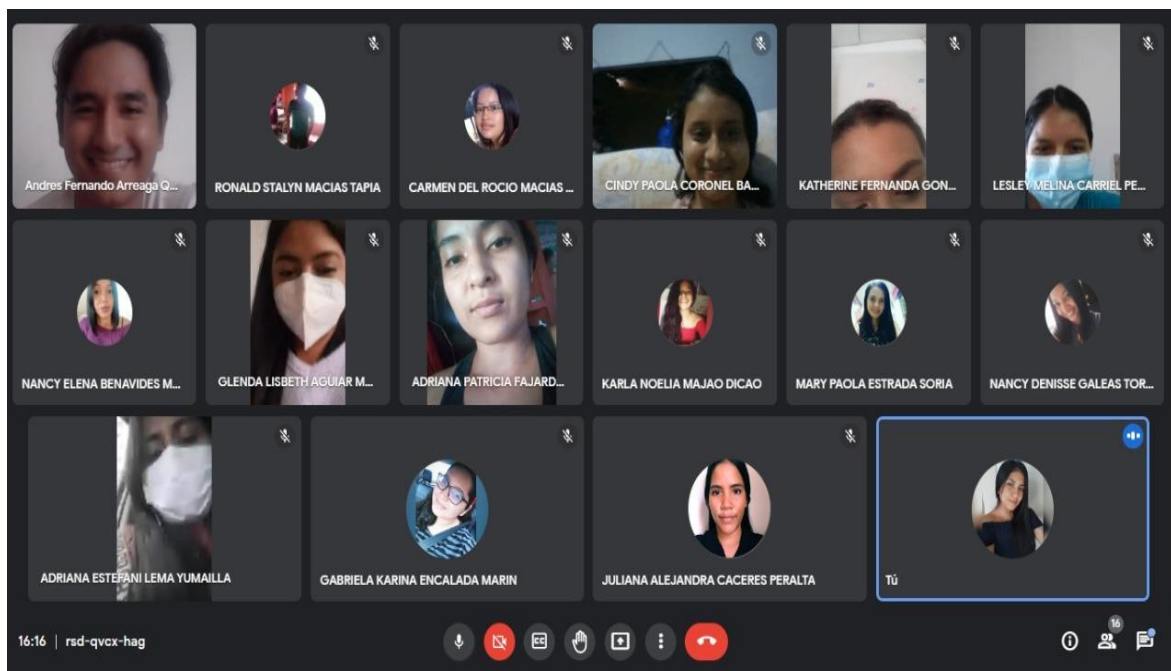 Andres Fernando Arreaga Q...
RONALD STALYN MACIAS TAPIA
CARMEN DEL ROCIO MACIAS ...
CINDY PAOLA CORONEL BA...
KATHERINE FERNANDA GON...
LESLEY MELINA CARRIEL PE...
NANCY ELENA BENAVIDES M...
GLENDA LISBETH AGUIAR M...
ADRIANA PATRICIA FAJARD...
KARLA NOELIA MAJAO DICAO
MARY PAOLA ESTRADA SORIA
NANCY DENISSE GALEAS TOR...
ADRIANA ESTEFANI LEMA YUMAILLA
GABRIELA KARINA ENCALADA MARIN
JULIANA ALEJANDRA CACERES PERALTA
Tú
16:16 | rsd-qvcx-hag
CC
16